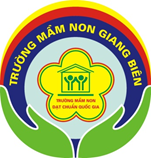 TRƯỜNG MẦM NON GIANG BIÊN
TRƯỜNG MẦM NON
ĐẠT CHUẨN QUỐC GIA